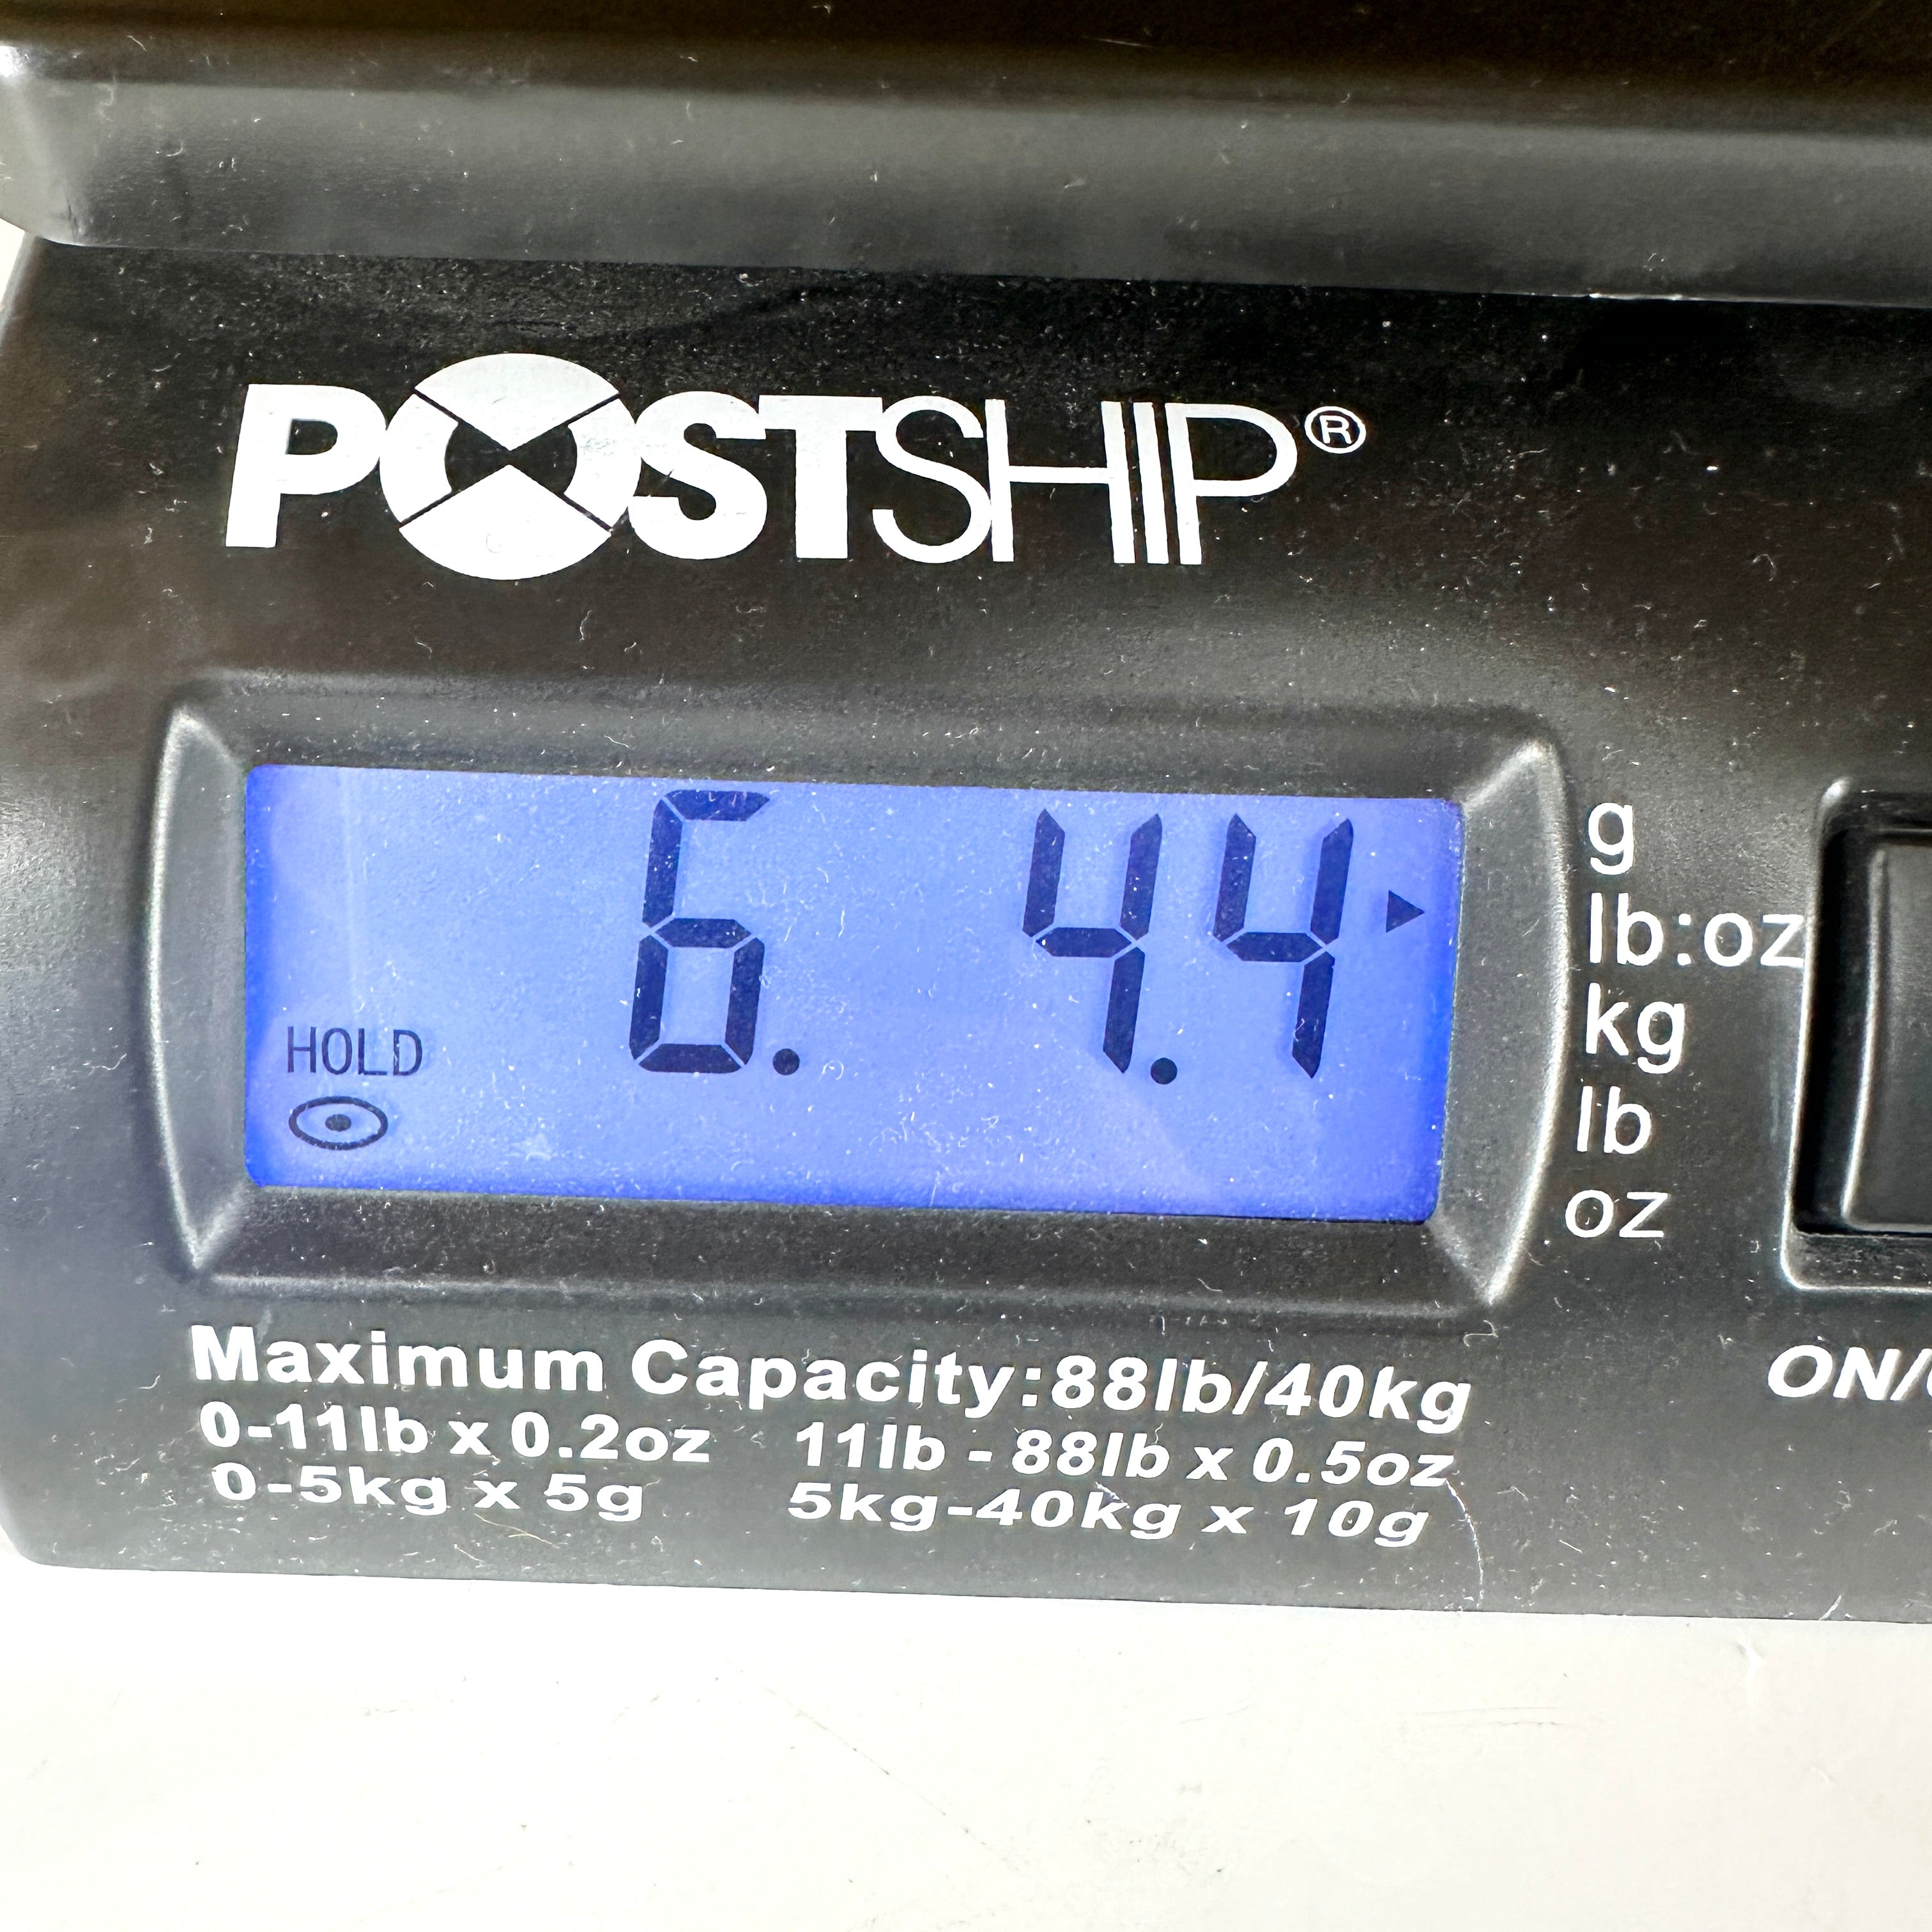 POSTSHIP®
6. 4.4
HOLD
g
lb:oz
kg
lb
oz
Maximum Capacity:88lb/40kg
0-11lb x 0.2oz 11lb - 88lb x 0.5oz
0-5kg x 5g 5kg-40kg x 10g
ON/